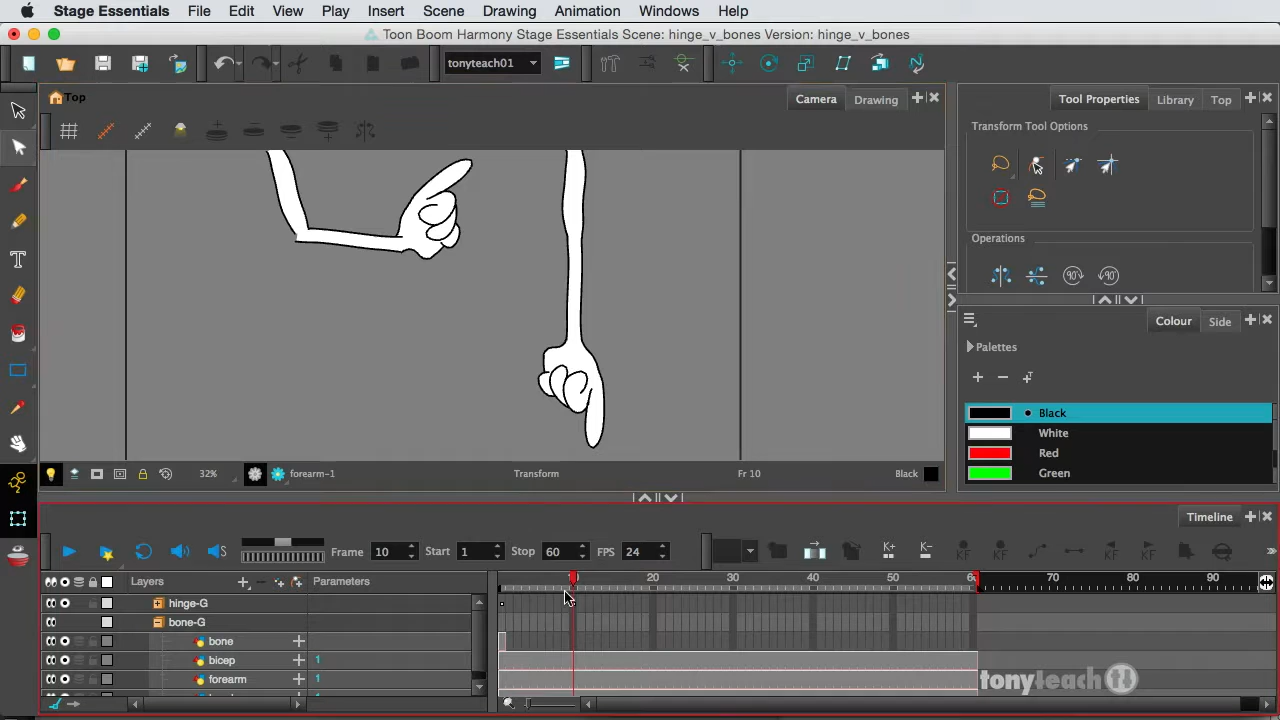 Stage Essentials File Edit View Play Insert Scene Drawing Animation Windows Help
Toon Boom Harmony Stage Essentials Scene: hinge_v_bones Version: hinge_v_bones
tonyteach01
Top Camera Drawing
Tool Properties Library Top
Transform Tool Options
Operations
90° 90°
Colour Side
Palettes
Black
White
Red
Green
32% forearm-1 Transform Fr 10 Black
Timeline
Frame 10 Start 1 Stop 60 FPS 24
Layers Parameters 10 20 30 40 50 60 70 80 90
hinge-G
bone-G
bone
bicep 1
forearm 1
tonyteach